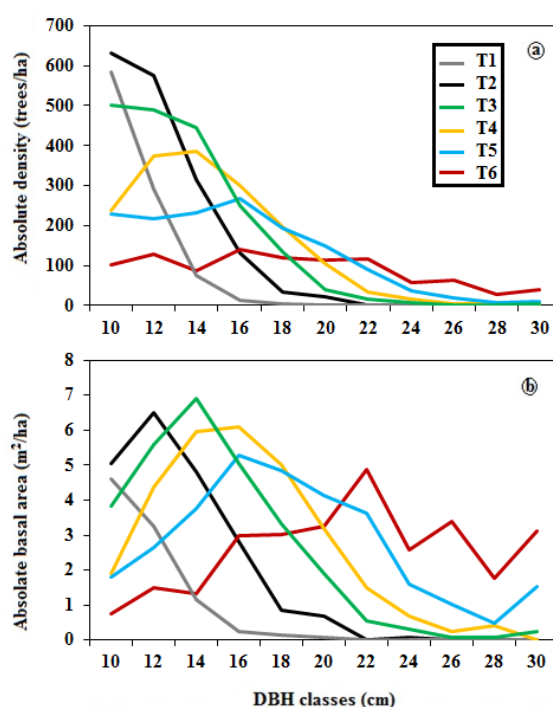 Absolute density (trees/ha)
700
600
500
400
300
200
100
0
T1
T2
T3
T4
T5
T6
a
10 12 14 16 18 20 22 24 26 28 30
Absolate basal area (m²/ha)
8
7
6
5
4
3
2
1
0
b
10 12 14 16 18 20 22 24 26 28 30
DBH classes (cm)